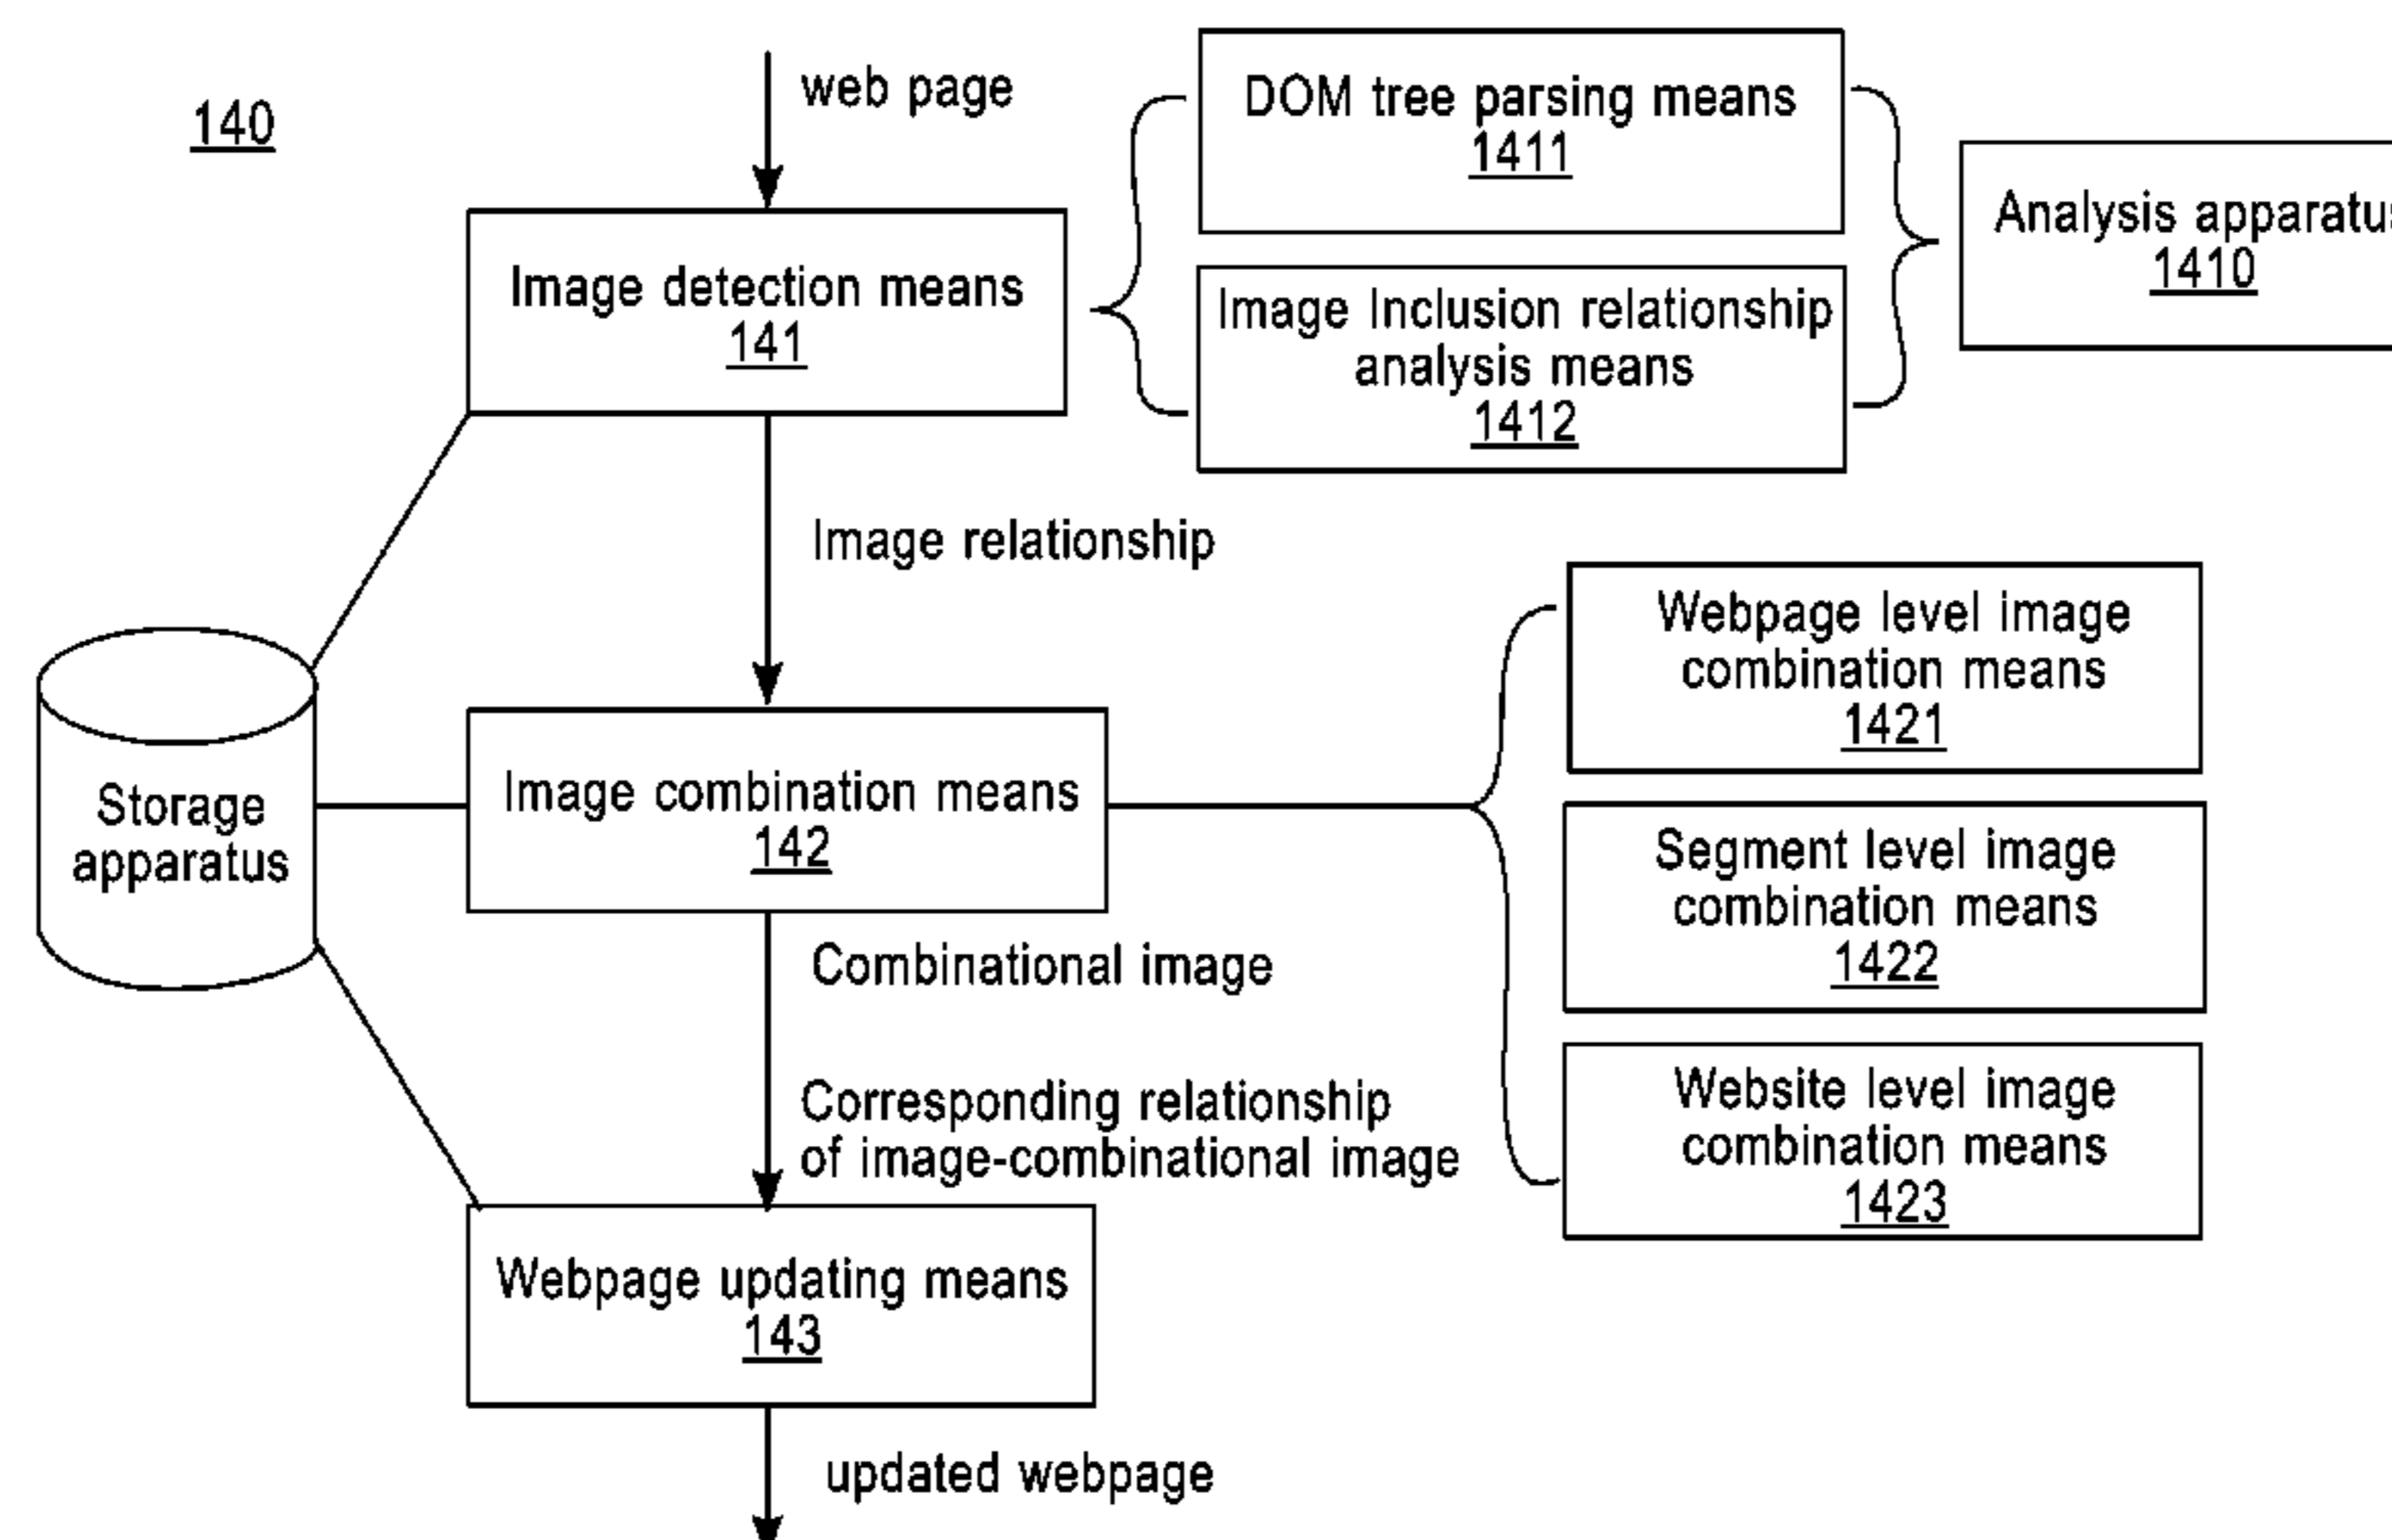 140
web page
DOM tree parsing means
1411
Analysis apparatus
1410
Image detection means
141
Image Inclusion relationship
analysis means
1412
Image relationship
Webpage level image
combination means
1421
Storage
apparatus
Image combination means
142
Segment level image
combination means
1422
Combinational image
Corresponding relationship
of image-combinational image
Website level image
combination means
1423
Webpage updating means
143
updated webpage